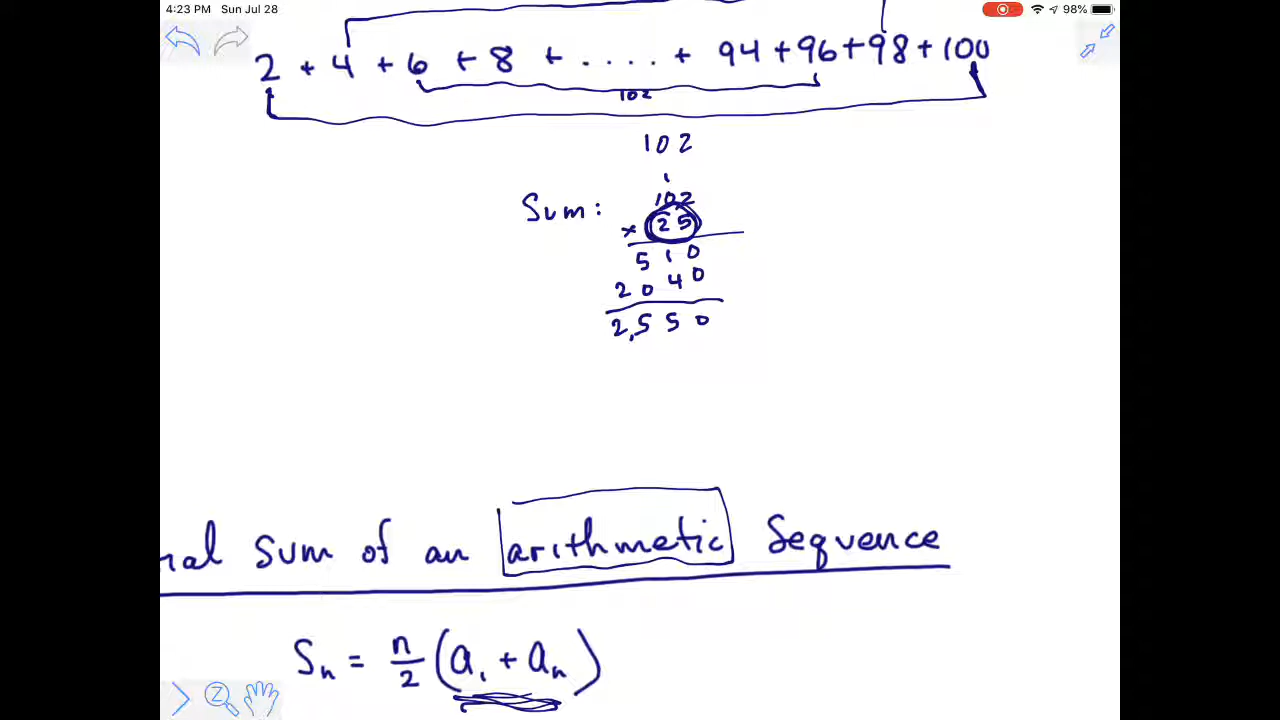 4:23 PM Sun Jul 28 98%
2 + 4 + 6 + 8 + .... + 94 + 96 + 98 + 100
102
102
1
Sum: 102
× 25
510
2040
2,550
sum of an arithmetic Sequence
Sn = n/2 (a1 + an)